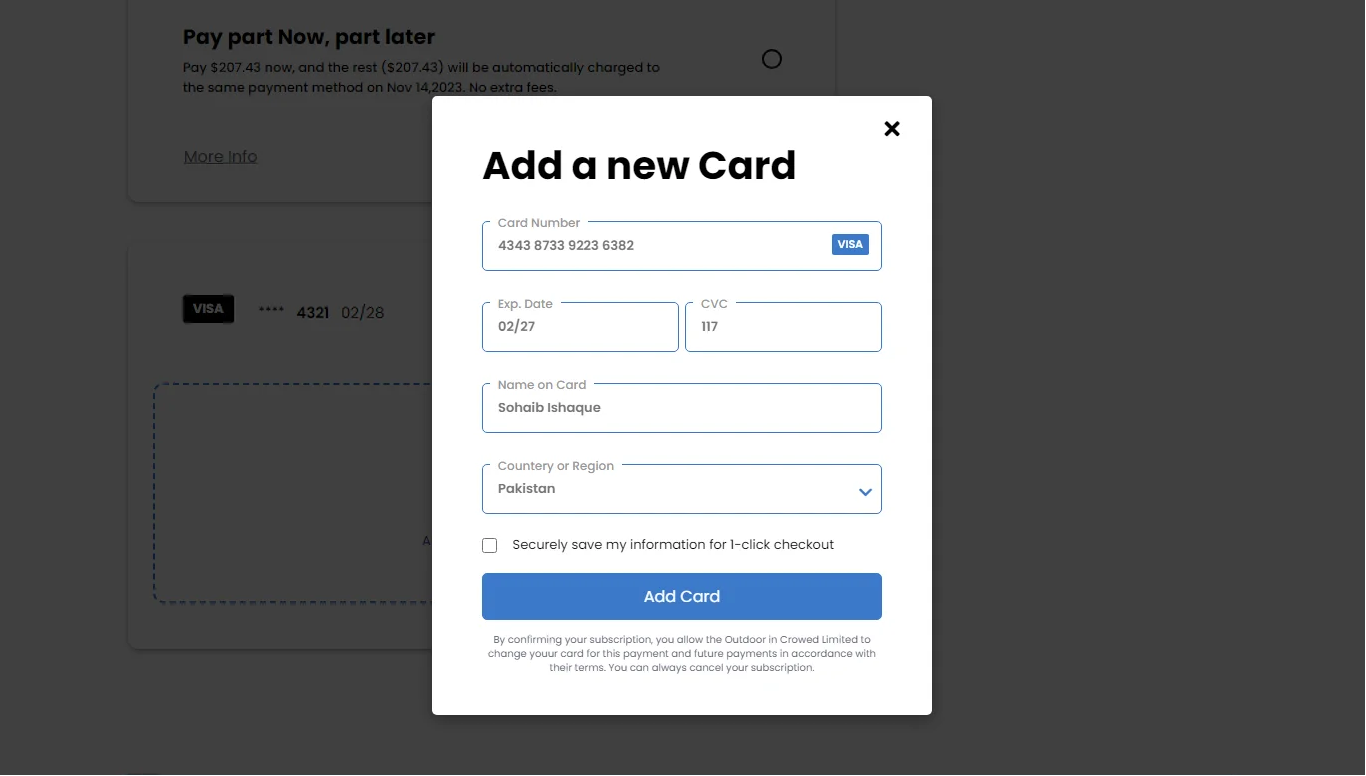 Pay part Now, part later
Pay $207.43 now, and the rest ($207.43) will be automatically charged to
the same payment method on Nov 14,2023. No extra fees.
More Info
VISA •••• 4321 02/28
Add a new Card
Card Number
4343 8733 9223 6382 VISA
Exp. Date CVC
02/27 117
Name on Card
Sohaib Ishaque
Countery or Region
Pakistan
Securely save my information for 1-click checkout
Add Card
By confirming your subscription, you allow the Outdoor in Crowed Limited to
change yourur card for this payment and future payments in accordance with
their terms. You can always cancel your subscription.